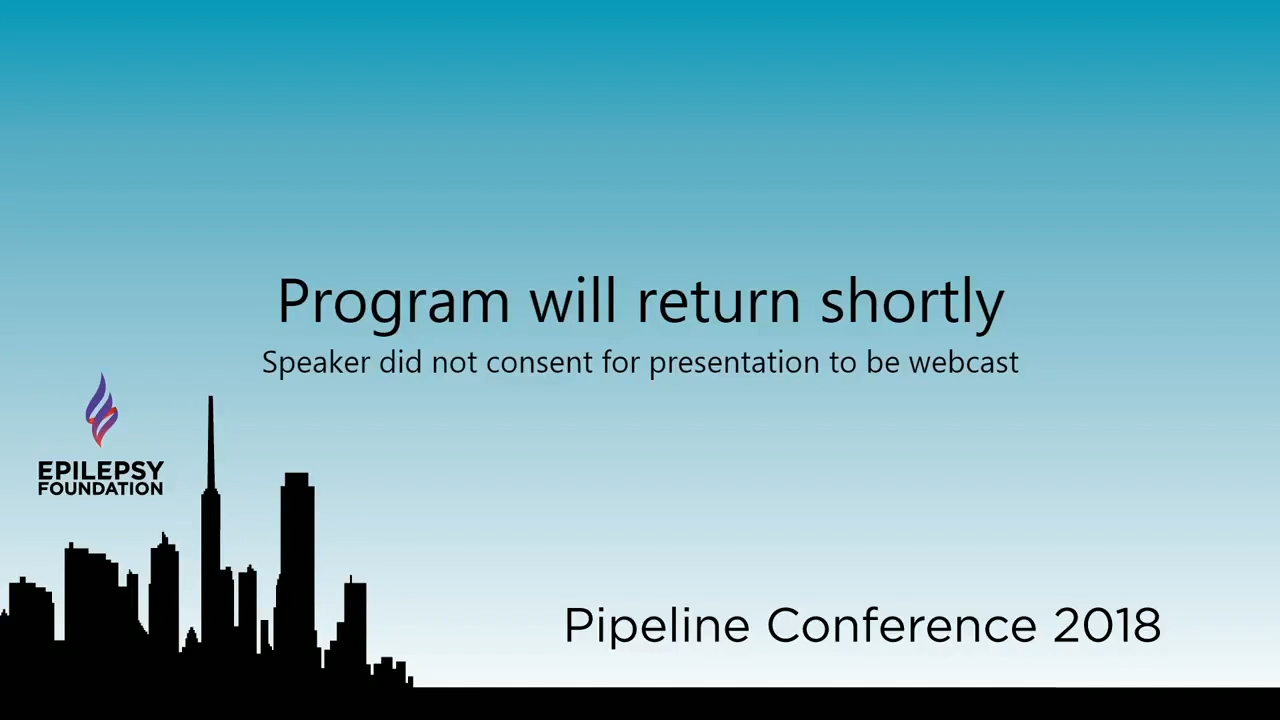 Program will return shortly
Speaker did not consent for presentation to be webcast
EPILEPSY
FOUNDATION
Pipeline Conference 2018